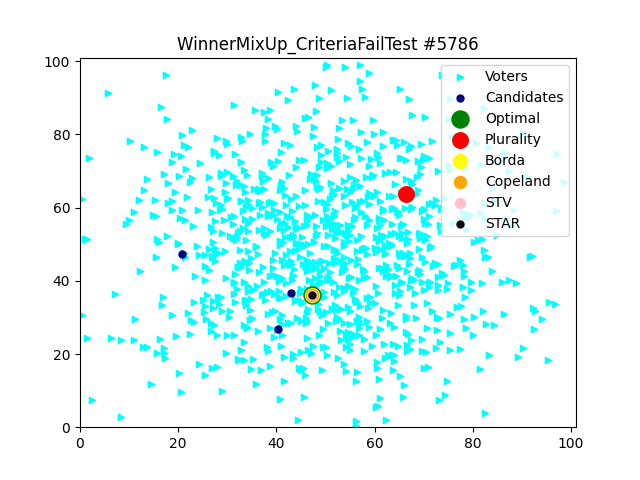 WinnerMixUp_CriteriaFailTest #5786
100
80
60
40
20
0
0
20
40
60
80
100
Voters
Candidates
Optimal
Plurality
Borda
Copeland
STV
STAR